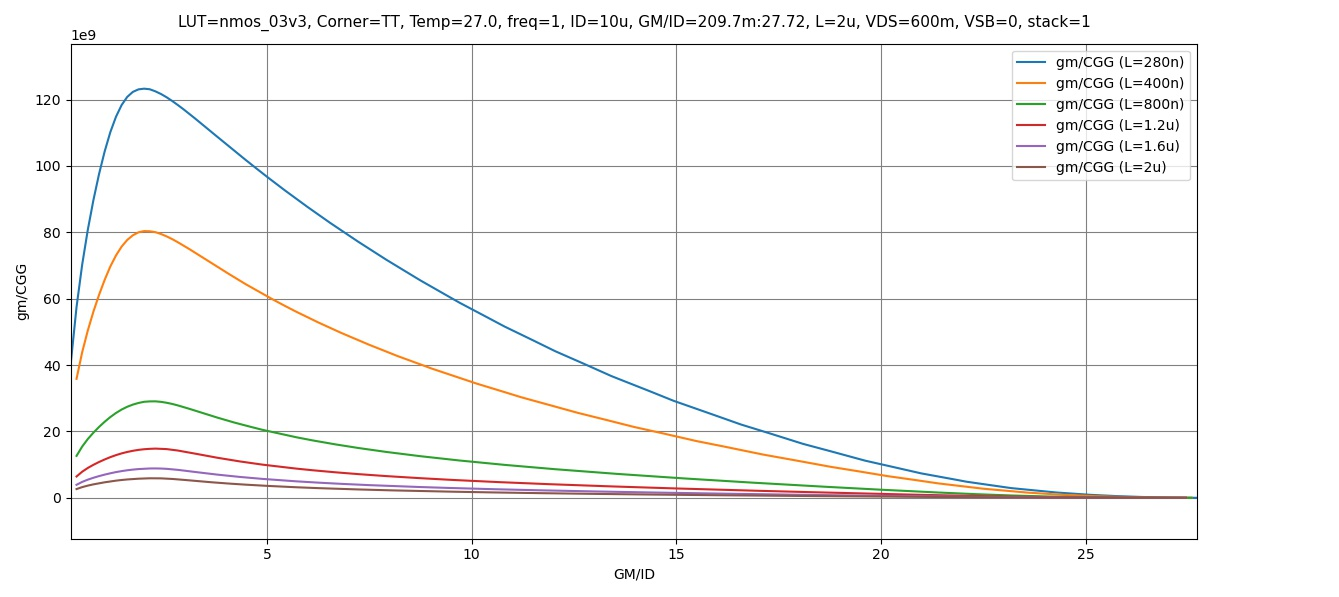 LUT=nmos_03v3, Corner=TT, Temp=27.0, freq=1, ID=10u, GM/ID=209.7m:27.72, L=2u, VDS=600m, VSB=0, stack=1
1e9
gm/CGG (L=280n)
gm/CGG (L=400n)
gm/CGG (L=800n)
gm/CGG (L=1.2u)
gm/CGG (L=1.6u)
gm/CGG (L=2u)
120
100
80
60
40
20
0
gm/CGG
5
10
15
20
25
GM/ID